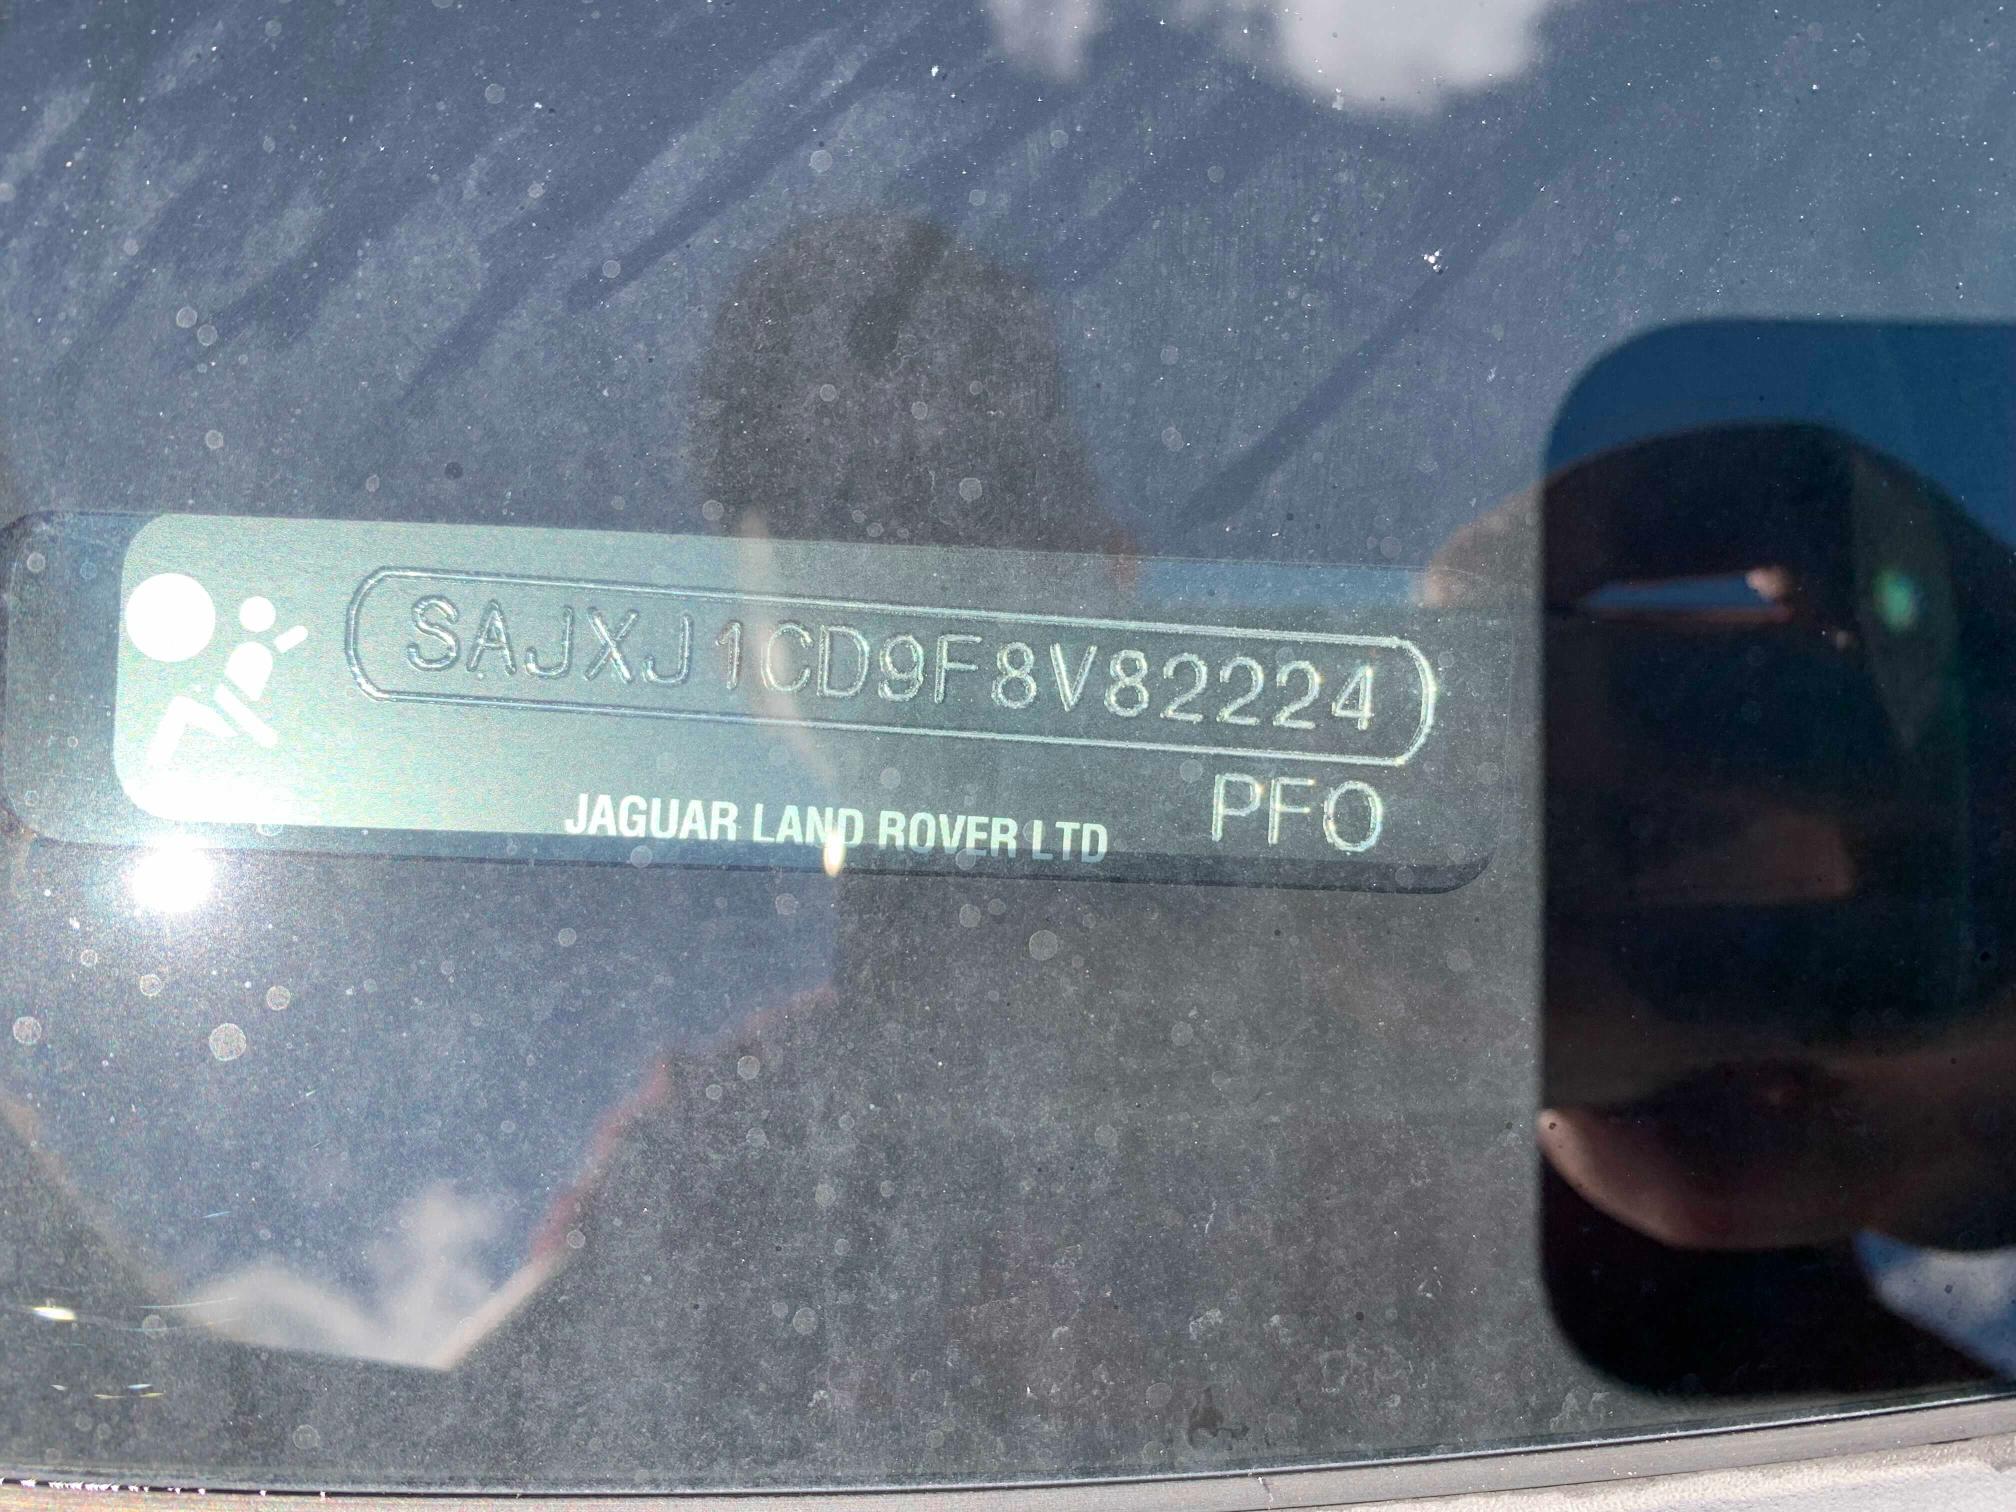 SAJXJ1CD9F8V82224
PFO
JAGUAR LAND ROVER LTD